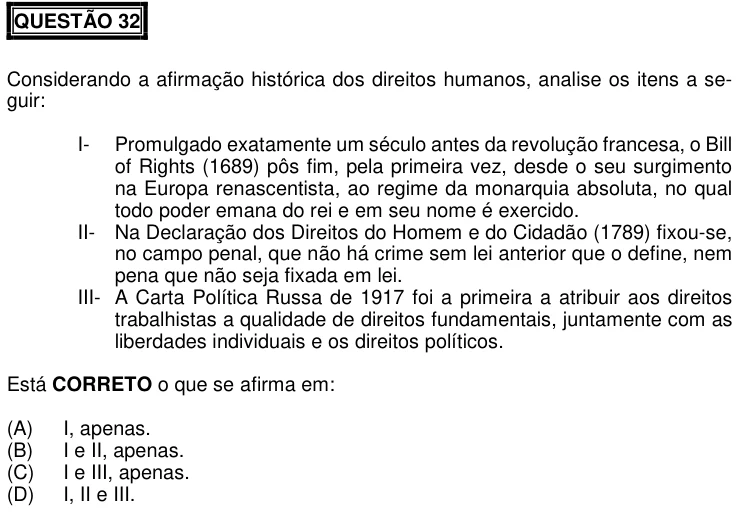 QUESTÃO 32
Considerando a afirmação histórica dos direitos humanos, analise os itens a se-
guir:
I- Promulgado exatamente um século antes da revolução francesa, o Bill
of Rights (1689) pôs fim, pela primeira vez, desde o seu surgimento
na Europa renascentista, ao regime da monarquia absoluta, no qual
todo poder emana do rei e em seu nome é exercido.
II- Na Declaração dos Direitos do Homem e do Cidadão (1789) fixou-se,
no campo penal, que não há crime sem lei anterior que o define, nem
pena que não seja fixada em lei.
III- A Carta Política Russa de 1917 foi a primeira a atribuir aos direitos
trabalhistas a qualidade de direitos fundamentais, juntamente com as
liberdades individuais e os direitos políticos.
Está CORRETO o que se afirma em:
(A) I, apenas.
(B) I e II, apenas.
(C) I e III, apenas.
(D) I, II e III.